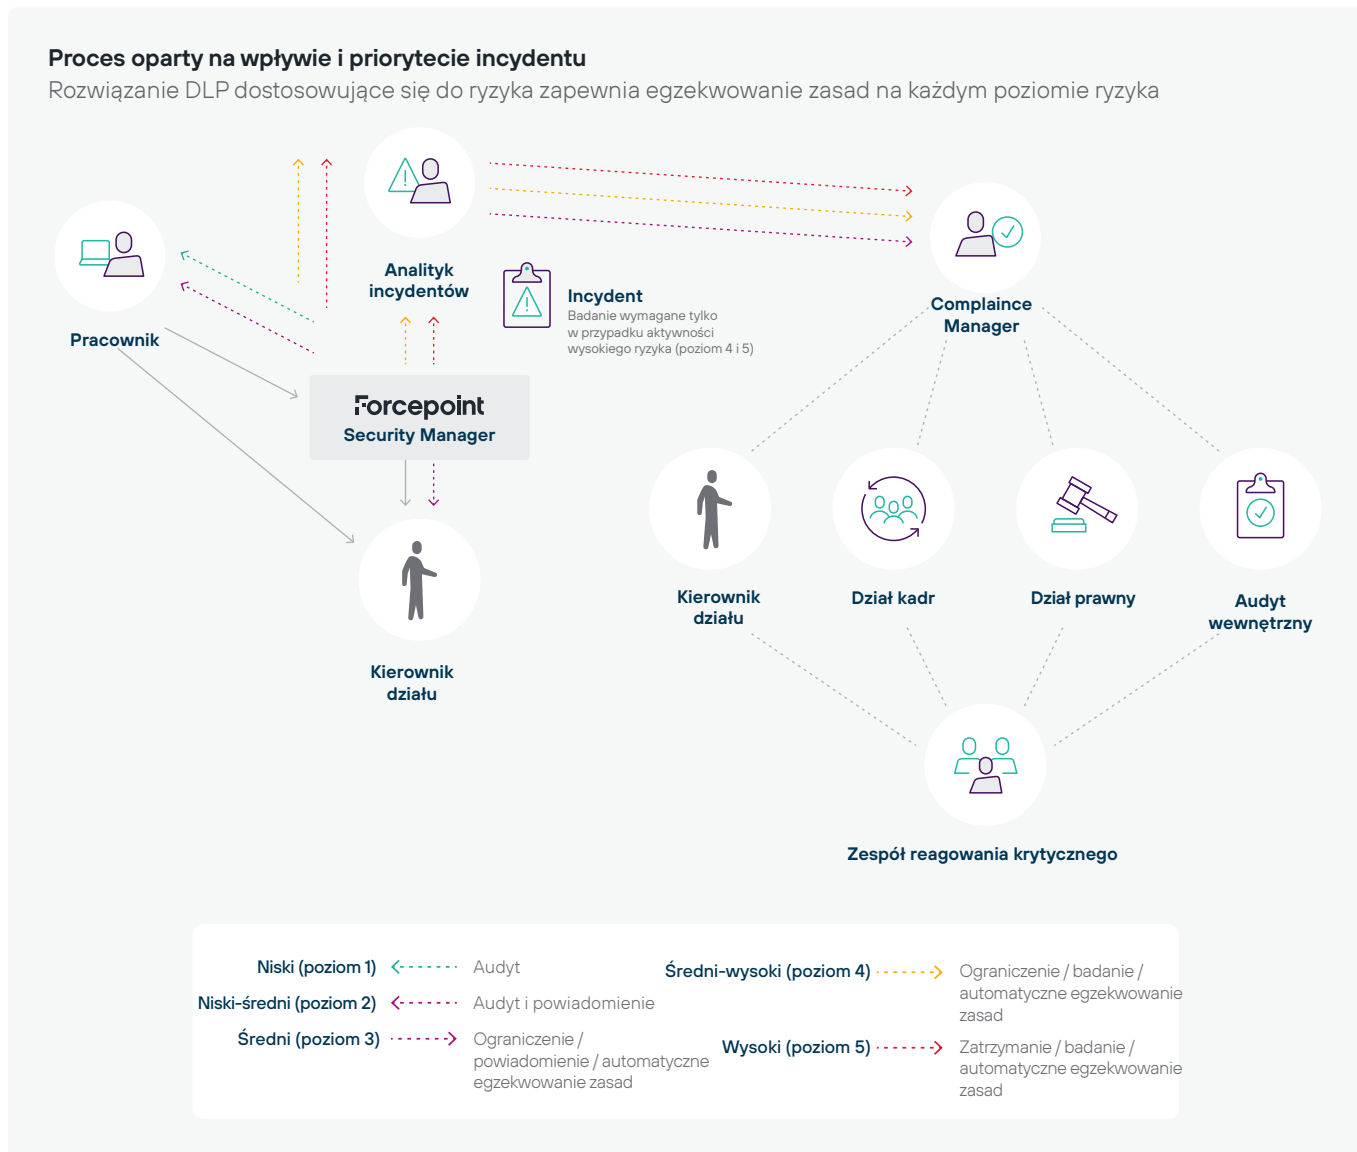 Proces oparty na wpływie i priorytecie incydentu
Rozwiązanie DLP dostosowujące się do ryzyka zapewnia egzekwowanie zasad na każdym poziomie ryzyka
Pracownik
Analityk
incydentów
Incydent
Badanie wymagane tylko
w przypadku aktywności
wysokiego ryzyka (poziom 4 i 5)
Complaince
Manager
Forcepoint
Security Manager
Kierownik
działu
Kierownik
działu
Dział kadr
Dział prawny
Audyt
wewnętrzny
Zespół reagowania krytycznego
Niski (poziom 1)
Audyt
Niski-średni (poziom 2)
Audyt i powiadomienie
Średni (poziom 3)
Ograniczenie /
powiadomienie / automatyczne
egzekwowanie zasad
Średni-wysoki (poziom 4)
Ograniczenie / badanie /
automatyczne egzekwowanie
zasad
Wysoki (poziom 5)
Zatrzymanie / badanie /
automatyczne egzekwowanie
zasad